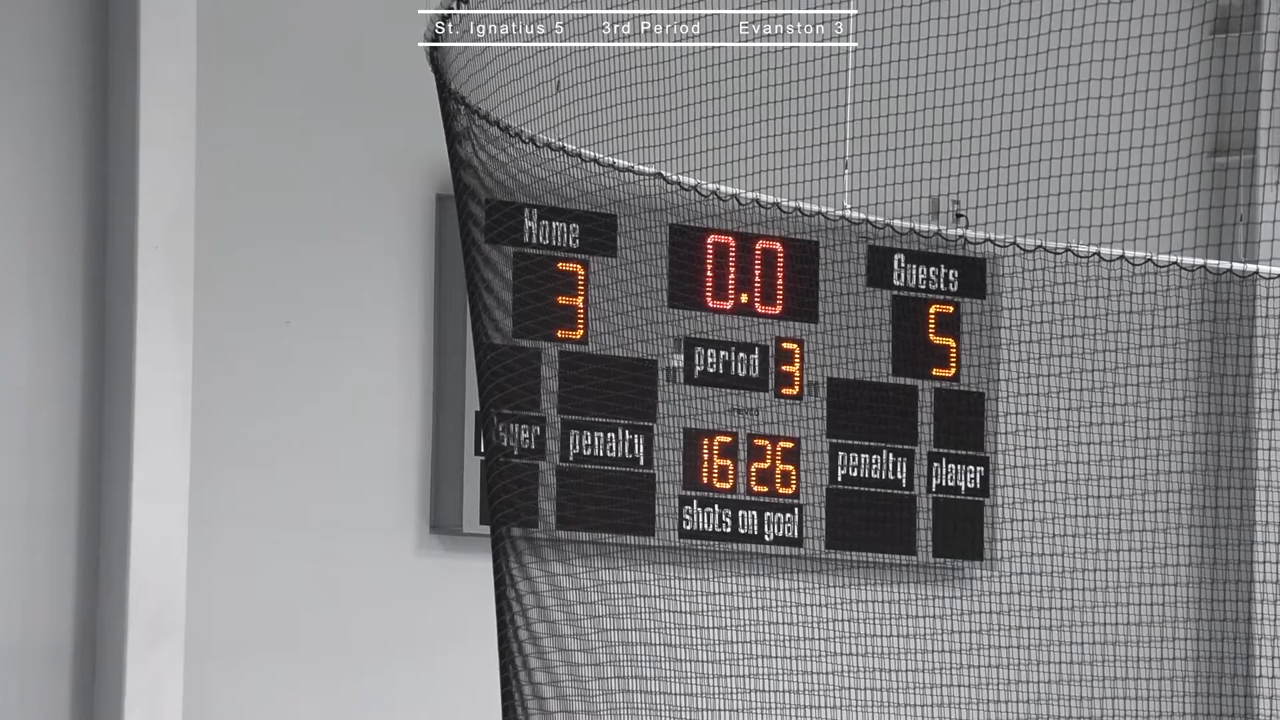 St. Ignatius 5 3rd Period Evanston 3
Home 0.0 Guests
3 5
period 3
16 26
player penalty penalty player
shots on goal